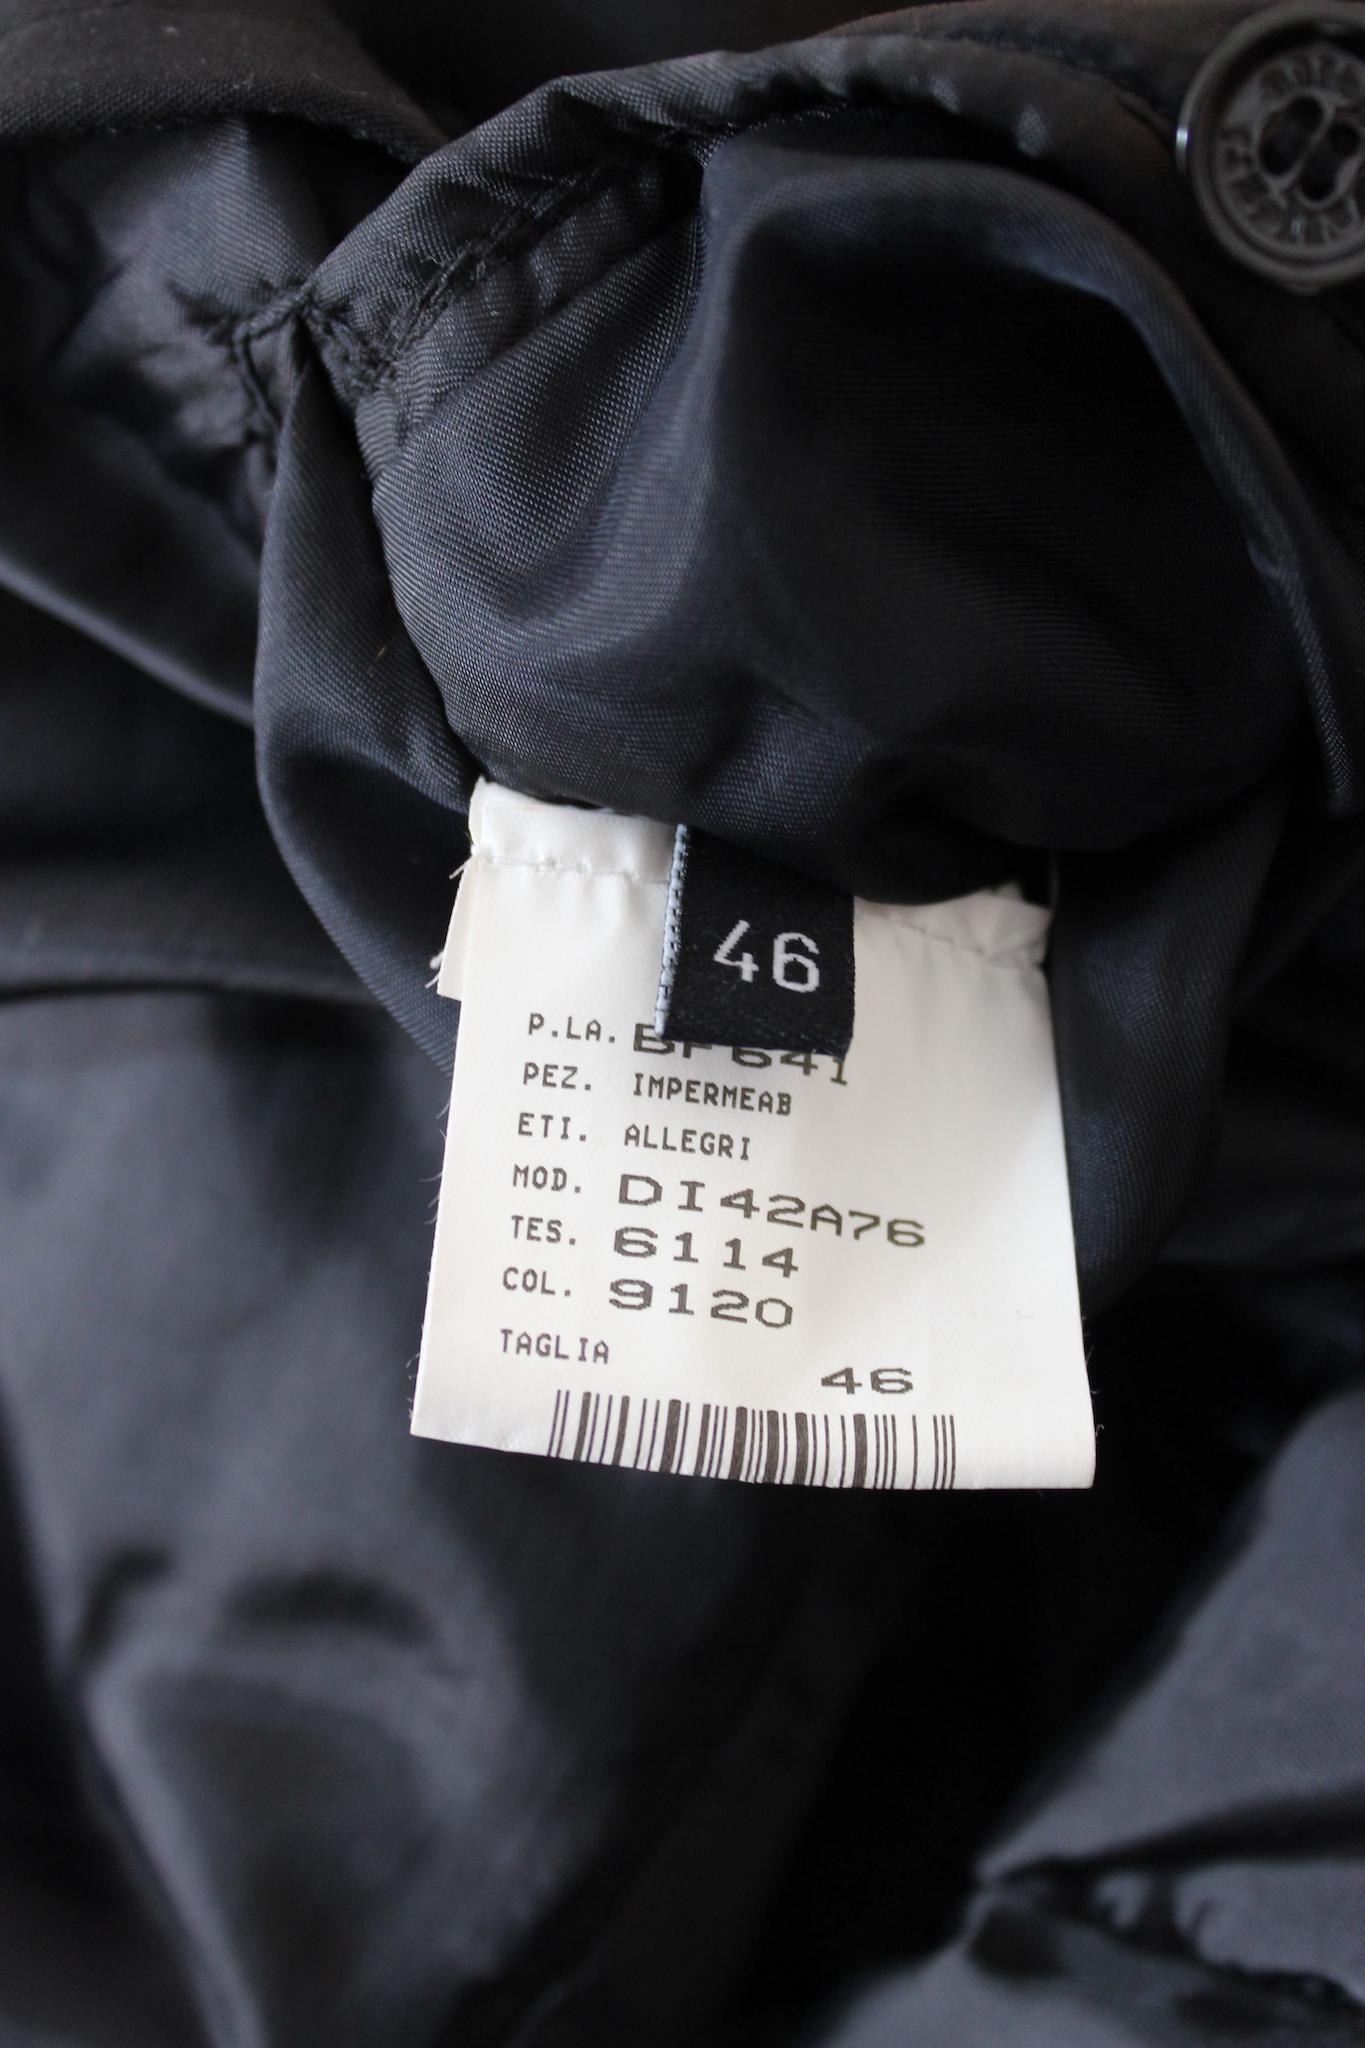 46
P.LA. BF641
PEZ. IMPERMEAB
ETI. ALLEGRI
MOD. DI42A76
TES. 6114
COL. 9120
TAGLIA
46